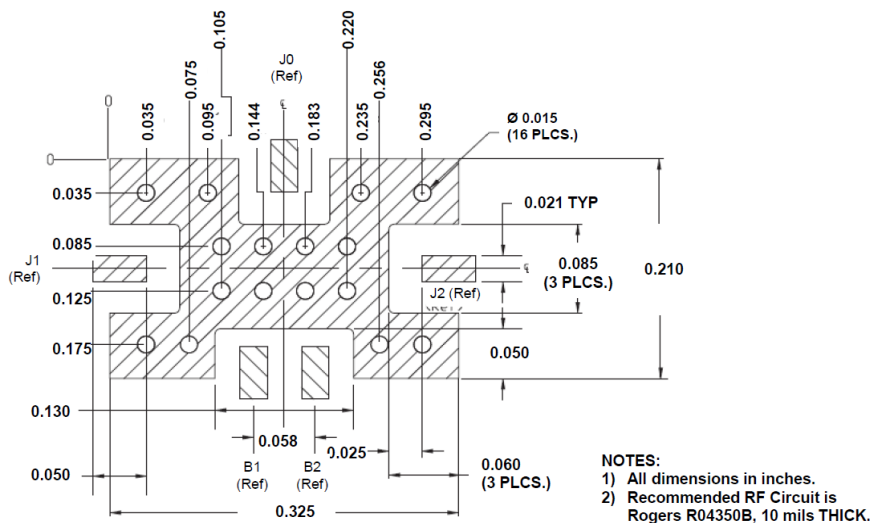 0.105
0.220
J0
(Ref)
0.075
0.256
℄
0
0.035
0.095
0.144
0.183
0.235
0.295
Ø 0.015
(16 PLCS.)
0
0.035
0.021 TYP
0.085
J1
(Ref)
℄
0.085
(3 PLCS.)
0.210
0.125
J2 (Ref)
(Ref)
0.175
0.050
0.130
0.058
0.025
0.050
B1
(Ref)
B2
(Ref)
0.060
(3 PLCS.)
0.325
NOTES:
1) All dimensions in inches.
2) Recommended RF Circuit is
Rogers R04350B, 10 mils THICK.